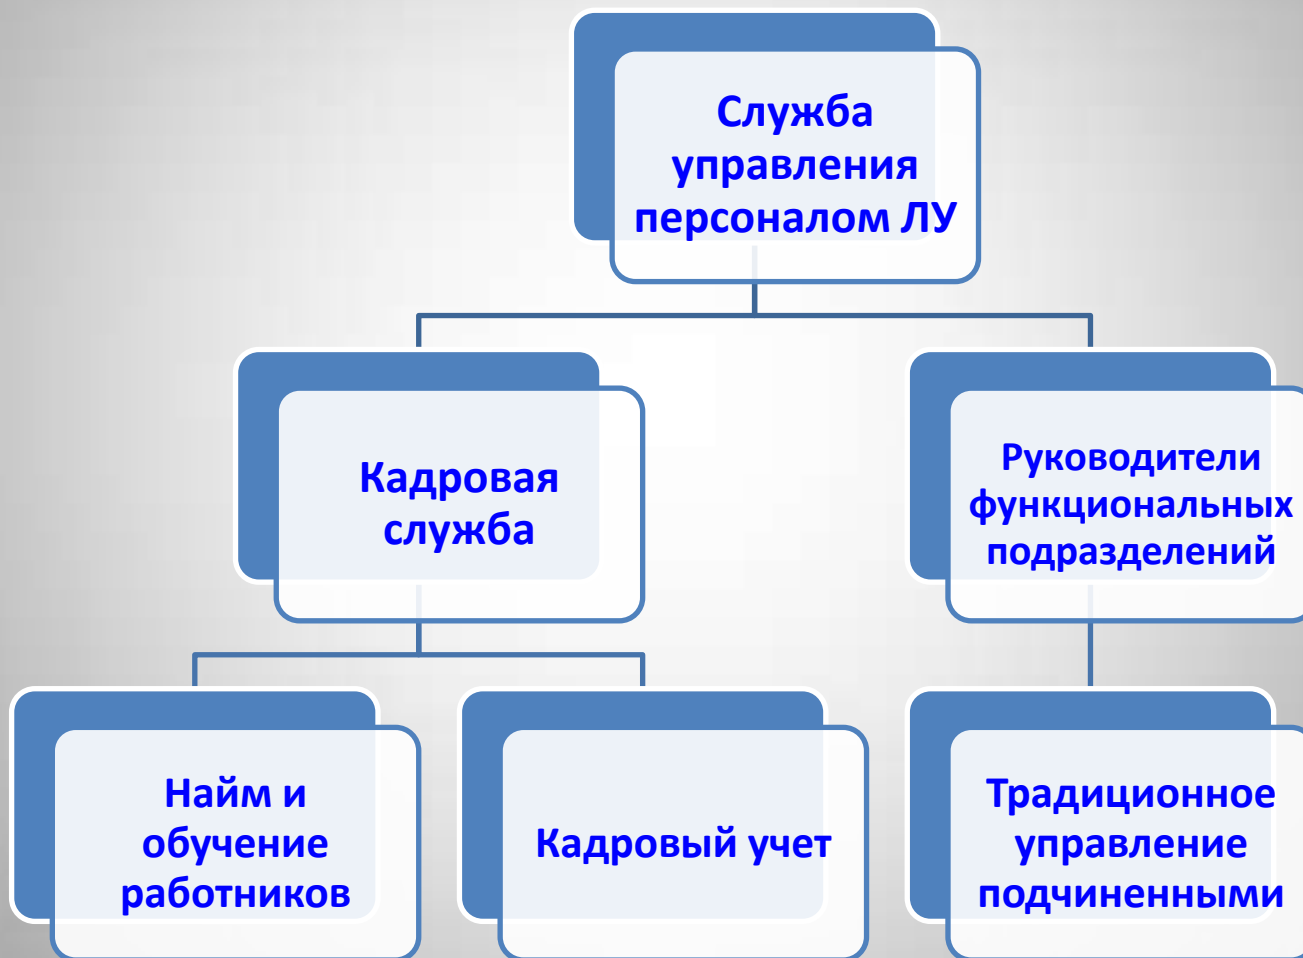 Служба
управления
персоналом ЛУ
Кадровая
служба
Руководители
функциональных
подразделений
Найм и
обучение
работников
Кадровый учет
Традиционное
управление
подчиненными